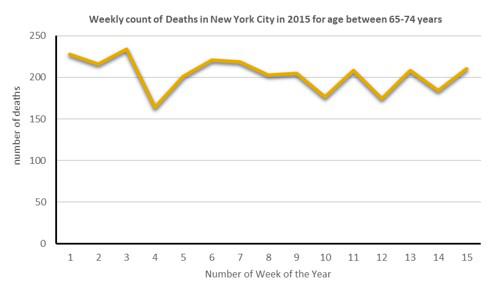 Weekly count of Deaths in New York City in 2015 for age between 65-74 years
250
200
150
100
50
0
number of deaths
1 2 3 4 5 6 7 8 9 10 11 12 13 14 15
Number of Week of the Year